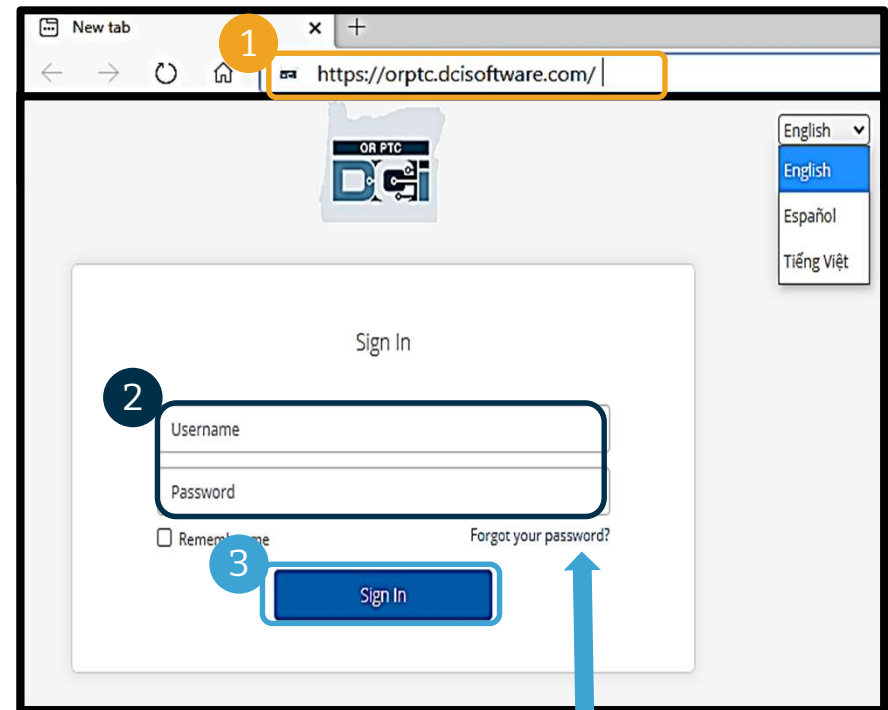 New tab
1
https://orptc.dcisoftware.com/
OR PTC
DCi
English
English
Español
Tiếng Việt
Sign In
2
Username
Password
Forgot your password?
3
Sign In